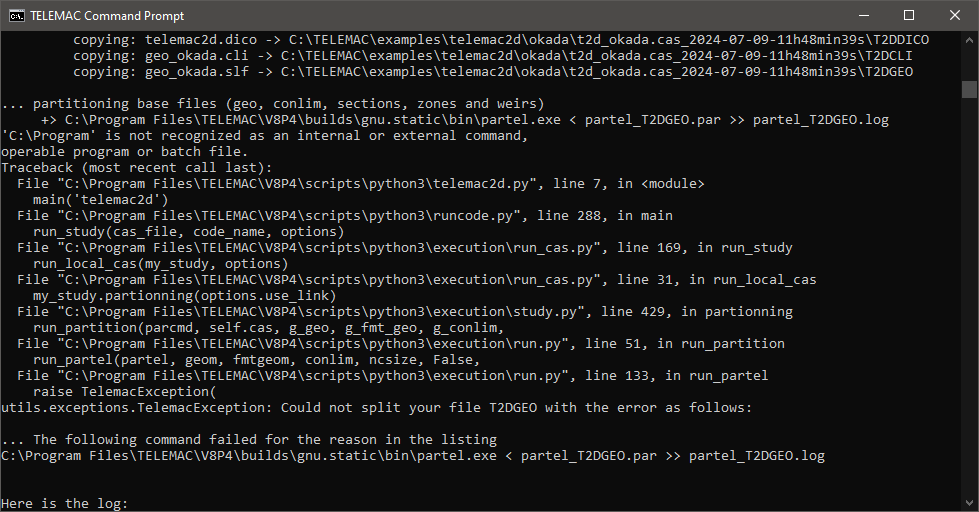 TELEMAC Command Prompt
copying: telemac2d.dico -> C:\TELEMAC\examples\telemac2d\okada\t2d_okada.cas_2024-07-09-11h48min39s\T2DDICO
copying: geo_okada.cli -> C:\TELEMAC\examples\telemac2d\okada\t2d_okada.cas_2024-07-09-11h48min39s\T2DCLI
copying: geo_okada.slf -> C:\TELEMAC\examples\telemac2d\okada\t2d_okada.cas_2024-07-09-11h48min39s\T2DGEO
... partitioning base files (geo, conlim, sections, zones and weirs)
+> C:\Program Files\TELEMAC\V8P4\builds\gnu.static\bin\partel.exe < partel_T2DGEO.par >> partel_T2DGEO.log
'C:\Program' is not recognized as an internal or external command,
operable program or batch file.
Traceback (most recent call last):
File "C:\Program Files\TELEMAC\V8P4\scripts\python3\telemac2d.py", line 7, in <module>
main('telemac2d')
File "C:\Program Files\TELEMAC\V8P4\scripts\python3\runcode.py", line 288, in main
run_study(cas_file, code_name, options)
File "C:\Program Files\TELEMAC\V8P4\scripts\python3\execution\run_cas.py", line 169, in run_study
run_local_cas(my_study, options)
File "C:\Program Files\TELEMAC\V8P4\scripts\python3\execution\run_cas.py", line 31, in run_local_cas
my_study.partionning(options.use_link)
File "C:\Program Files\TELEMAC\V8P4\scripts\python3\execution\study.py", line 429, in partionning
run_partition(parcmd, self.cas, g_geo, g_fmt_geo, g_conlim,
File "C:\Program Files\TELEMAC\V8P4\scripts\python3\execution\run.py", line 51, in run_partition
run_partel(partel, geom, fmtgeom, conlim, ncsize, False,
File "C:\Program Files\TELEMAC\V8P4\scripts\python3\execution\run.py", line 133, in run_partel
raise TelemacException(
utils.exceptions.TelemacException: Could not split your file T2DGEO with the error as follows:
... The following command failed for the reason in the listing
C:\Program Files\TELEMAC\V8P4\builds\gnu.static\bin\partel.exe < partel_T2DGEO.par >> partel_T2DGEO.log
Here is the log: